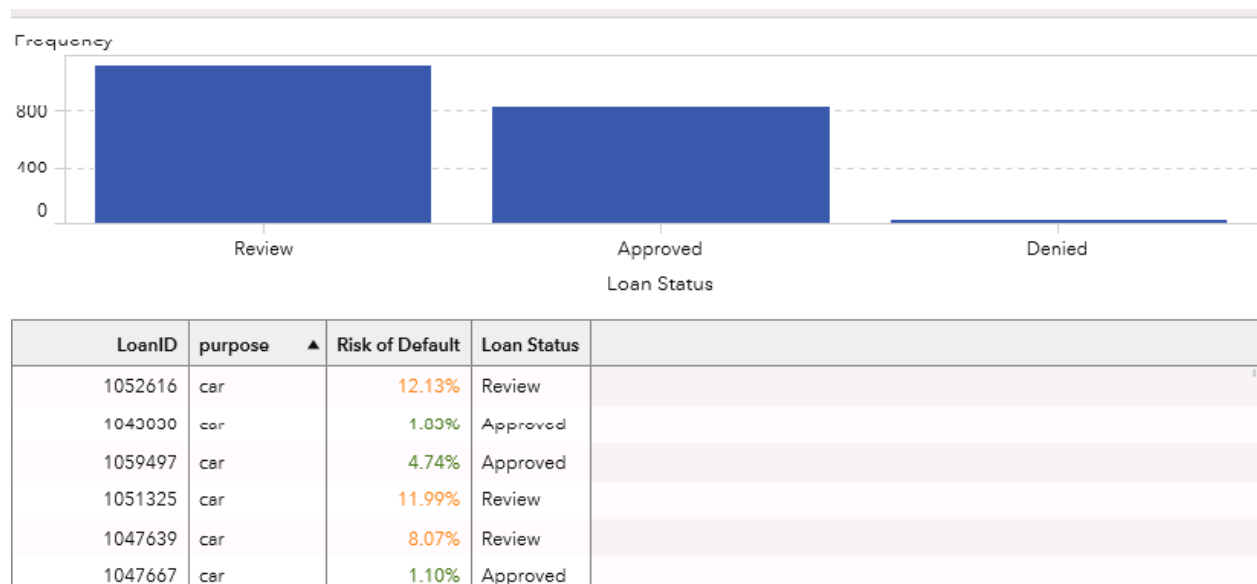 Frequency
800
400
0
Review Approved Denied
Loan Status
LoanID purpose ▲ Risk of Default Loan Status
1052616 car 12.13% Review
car Approved
1059497 car 4.74% Approved
1051325 car 11.99% Review
1047639 car 8.07% Review
1047667 car 1.10% Approved